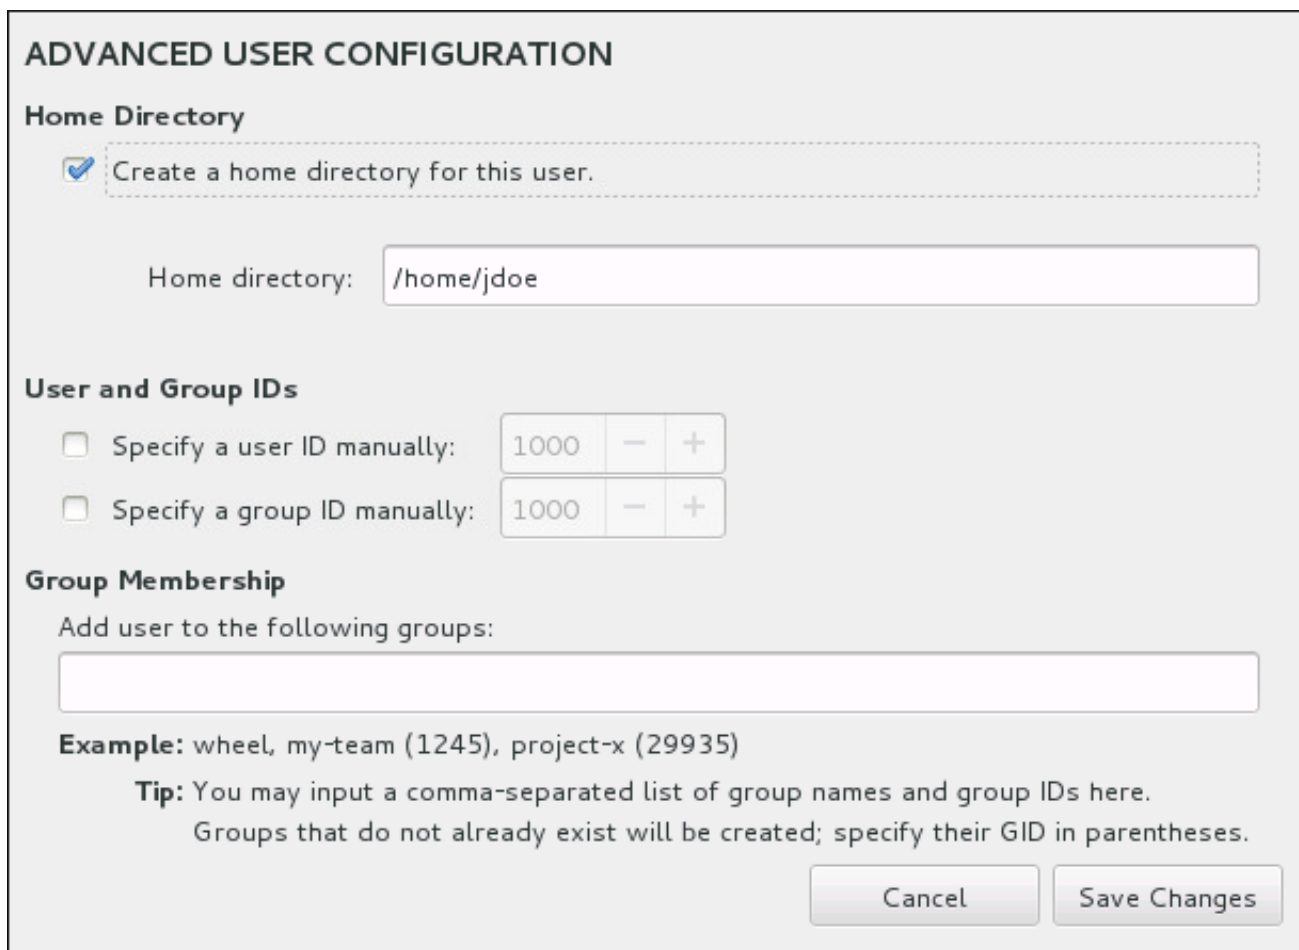 ADVANCED USER CONFIGURATION
Home Directory
Create a home directory for this user.
Home directory: /home/jdoe
User and Group IDs
Specify a user ID manually: 1000 − +
Specify a group ID manually: 1000 − +
Group Membership
Add user to the following groups:
Example: wheel, my-team (1245), project-x (29935)
Tip: You may input a comma-separated list of group names and group IDs here.
Groups that do not already exist will be created; specify their GID in parentheses.
Cancel Save Changes